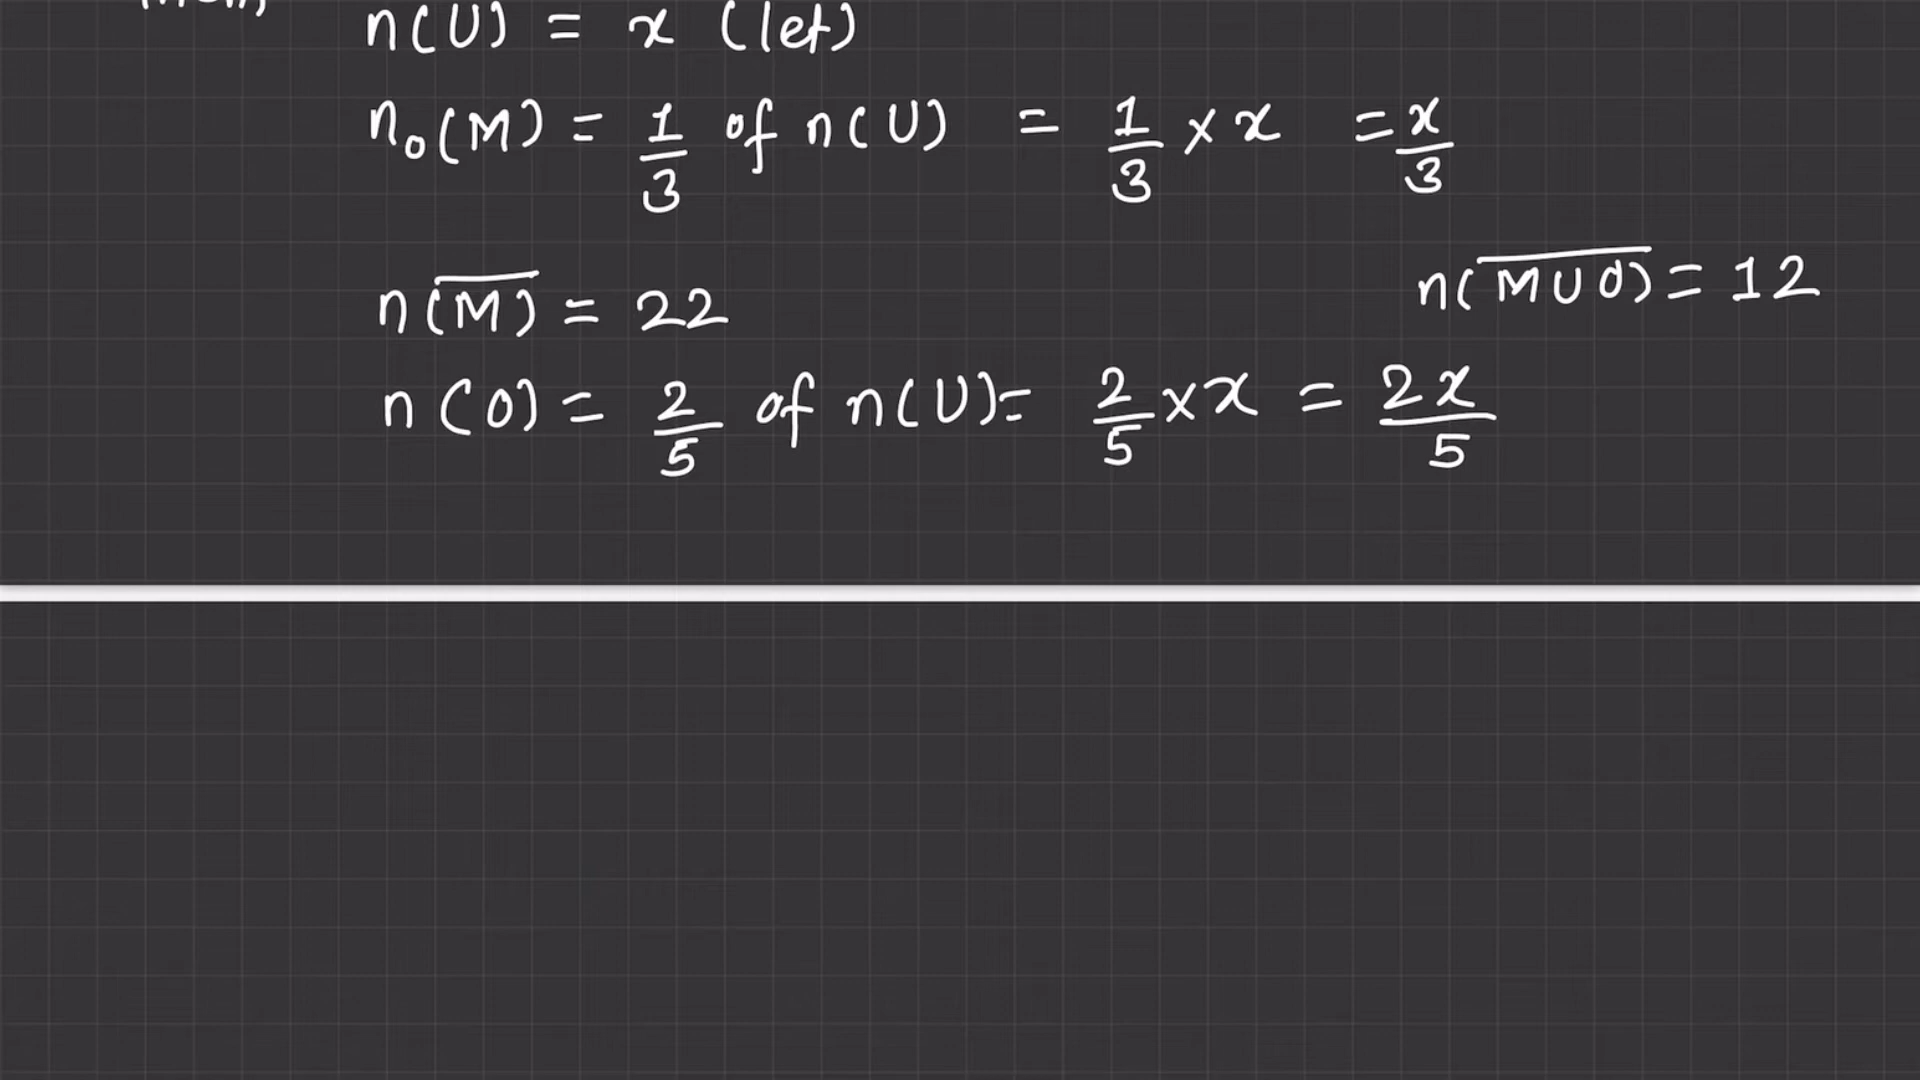 n(U) = x (let)
n₀(M) = 1/3 of n(U) = 1/3 × x = x/3
n(M̅) = 22
n(M̅ ̅∪̅ ̅O̅) = 12
n(O) = 2/5 of n(U) = 2/5 × x = 2x/5